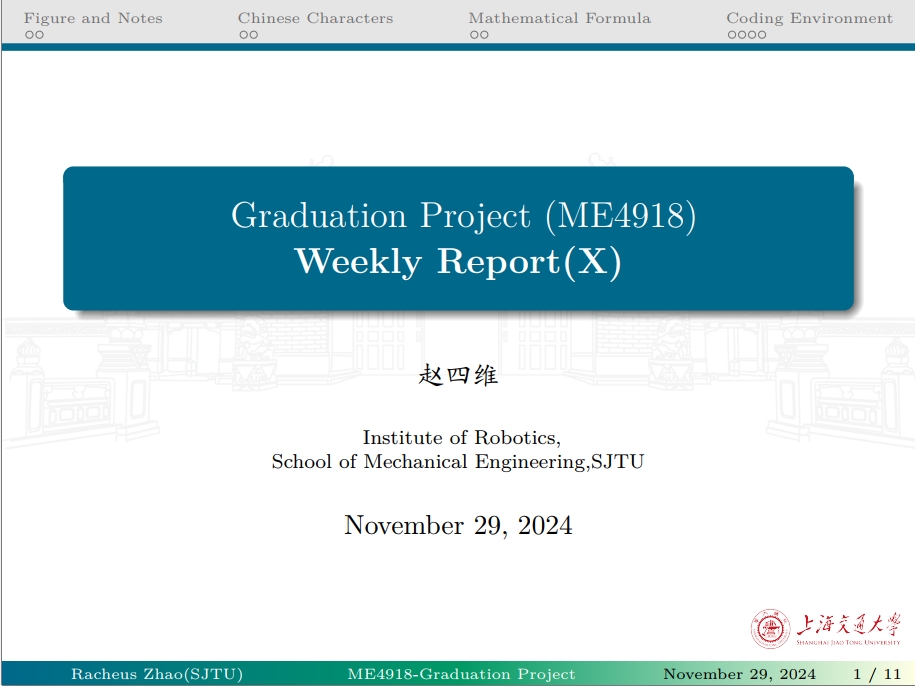 Figure and Notes
Chinese Characters
Mathematical Formula
Coding Environment
Graduation Project (ME4918)
Weekly Report(X)
赵四维
Institute of Robotics,
School of Mechanical Engineering,SJTU
November 29, 2024
上海交通大学
SHANGHAI JIAO TONG UNIVERSITY
Racheus Zhao(SJTU)
ME4918-Graduation Project
November 29, 2024
1 / 11